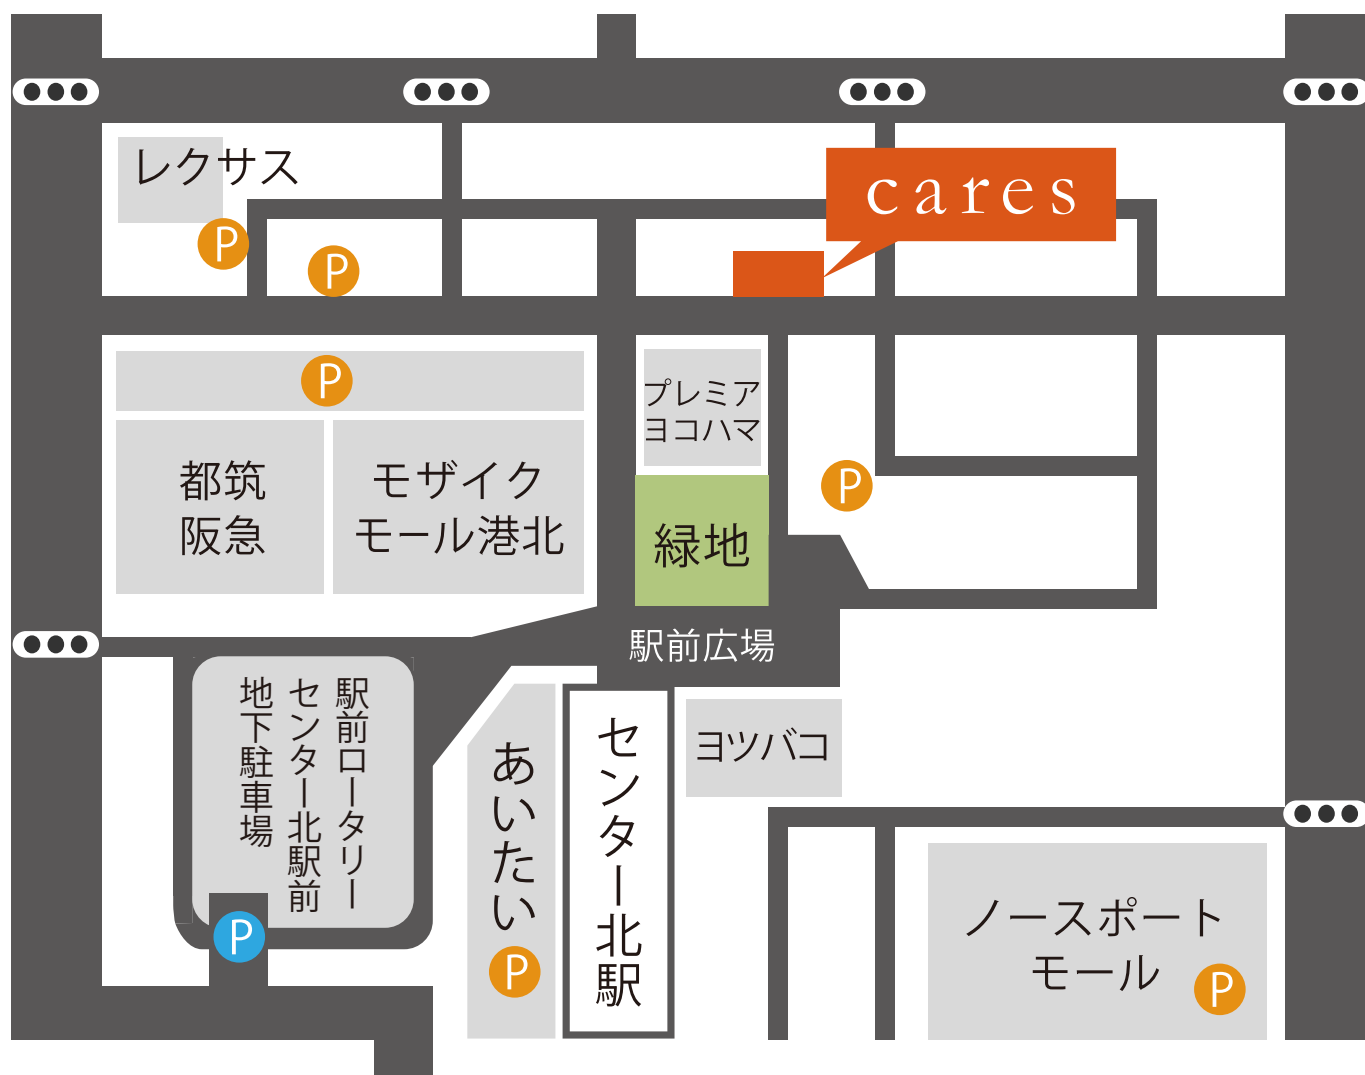 レクサス
cares
P
P
P
プレミア
ヨコハマ
都筑
阪急
モザイク
モール港北
P
緑地
駅前広場
駅前ロータリー
センター北駅前
地下駐車場
P
あいたい
P
センター北駅
ヨツバコ
ノースポート
モール
P